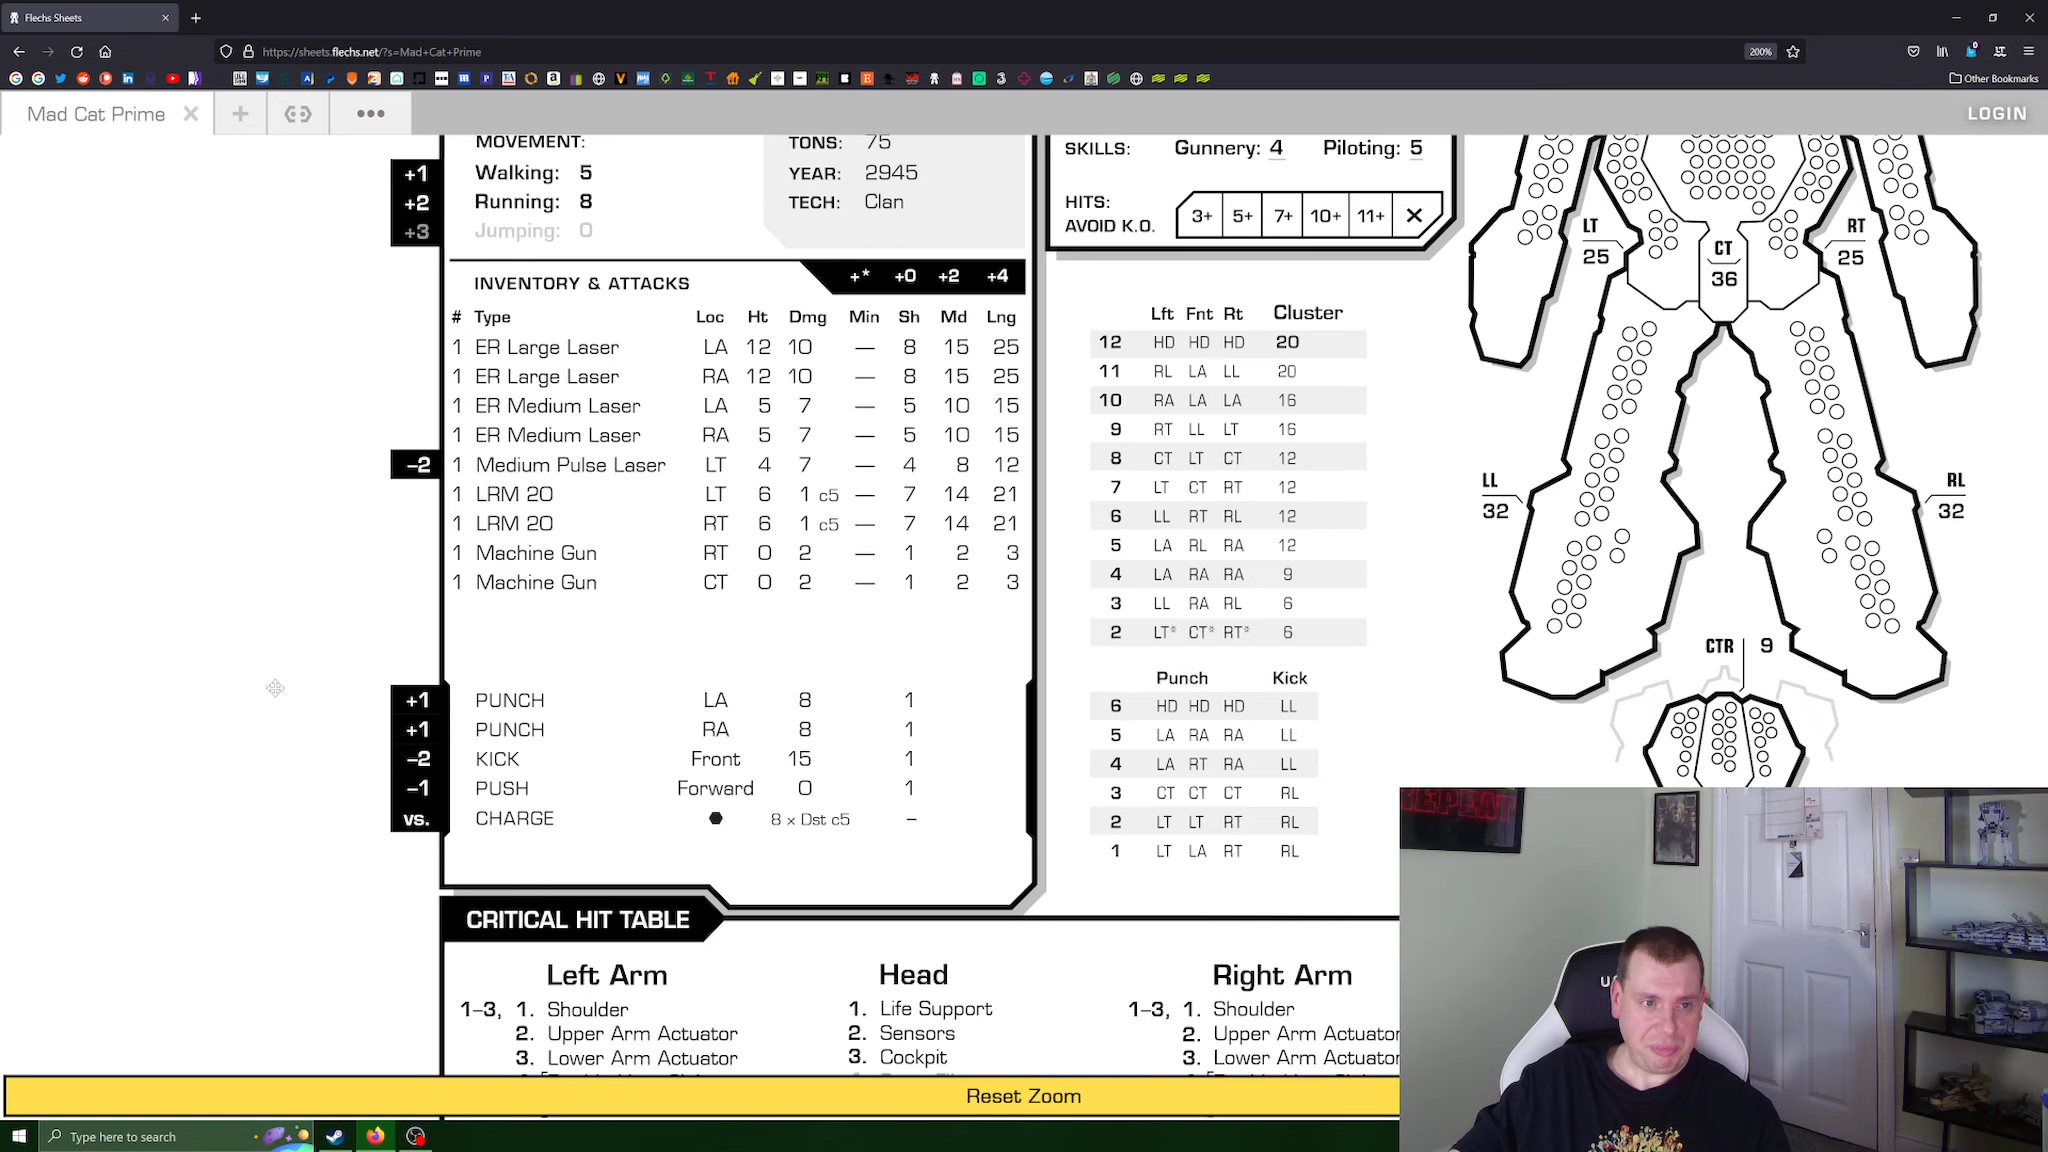 Flechs Sheets
https://sheets.flechs.net/?s=Mad+Cat+Prime
200%
Other Bookmarks
Mad Cat Prime
LOGIN
MOVEMENT:
+1 Walking: 5
+2 Running: 8
+3 Jumping: 0
TONS: 75
YEAR: 2945
TECH: Clan
SKILLS: Gunnery: 4 Piloting: 5
HITS: AVOID K.O. 3+ 5+ 7+ 10+ 11+ ✕
INVENTORY & ATTACKS +* +0 +2 +4
# Type Loc Ht Dmg Min Sh Md Lng
1 ER Large Laser LA 12 10 — 8 15 25
1 ER Large Laser RA 12 10 — 8 15 25
1 ER Medium Laser LA 5 7 — 5 10 15
1 ER Medium Laser RA 5 7 — 5 10 15
-2 1 Medium Pulse Laser LT 4 7 — 4 8 12
1 LRM 20 LT 6 1 c5 — 7 14 21
1 LRM 20 RT 6 1 c5 — 7 14 21
1 Machine Gun RT 0 2 — 1 2 3
1 Machine Gun CT 0 2 — 1 2 3
+1 PUNCH LA 8 1
+1 PUNCH RA 8 1
-2 KICK Front 15 1
-1 PUSH Forward 0 1
vs. CHARGE 8 x Dst c5 –
Lft Fnt Rt Cluster
12 HD HD HD 20
11 RL LA LL 20
10 RA LA LA 16
9 RT LL LT 16
8 CT LT CT 12
7 LT CT RT 12
6 LL RT RL 12
5 LA RL RA 12
4 LA RA RA 9
3 LL RA RL 6
2 LT* CT* RT* 6
Punch Kick
6 HD HD HD LL
5 LA RA RA LL
4 LA RT RA LL
3 CT CT CT RL
2 LT LT RT RL
1 LT LA RT RL
LT 25
CT 36
RT 25
LL 32
RL 32
CTR 9
CRITICAL HIT TABLE
Left Arm
1-3, 1. Shoulder
2. Upper Arm Actuator
3. Lower Arm Actuator
Head
1. Life Support
2. Sensors
3. Cockpit
Right Arm
1-3, 1. Shoulder
2. Upper Arm Actuator
3. Lower Arm Actuator
Reset Zoom
REPEAT
Type here to search